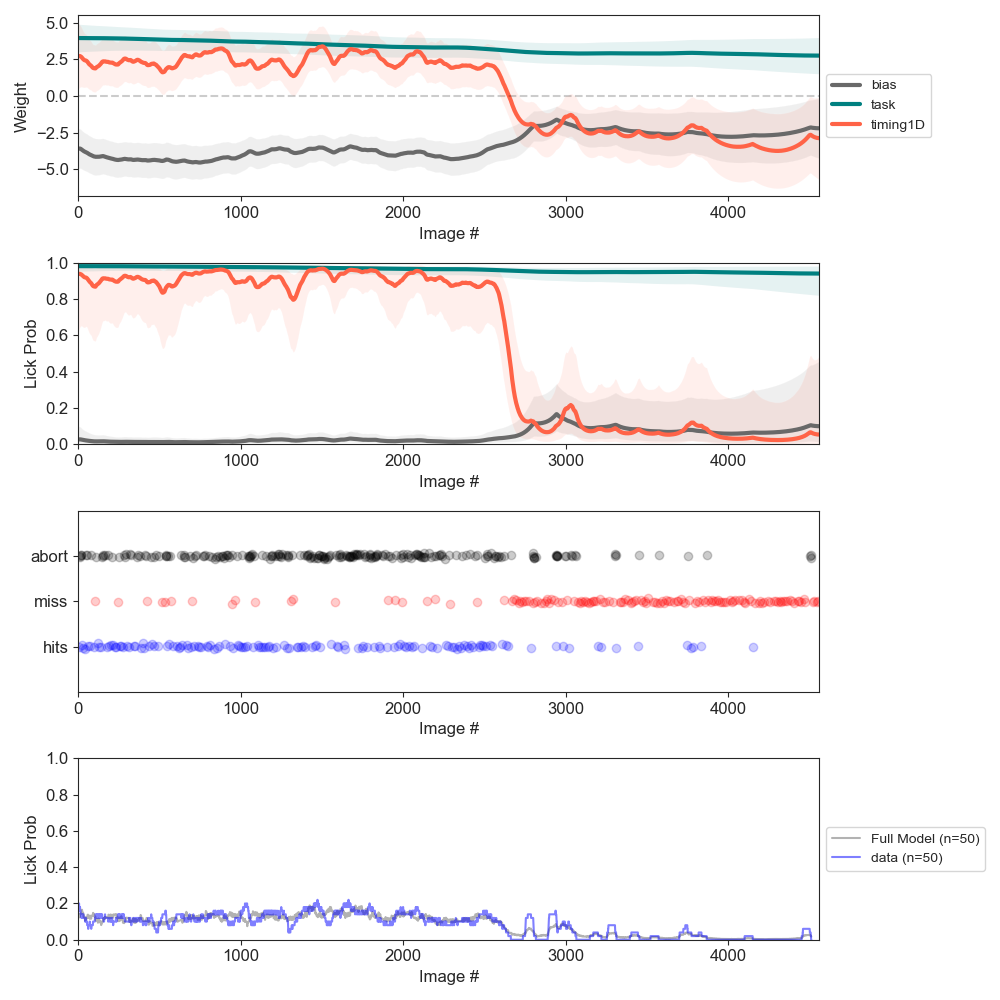 5.0
2.5
0.0
−2.5
−5.0
Weight
0 1000 2000 3000 4000
Image #
bias
task
timing1D
1.0
0.8
0.6
0.4
0.2
0.0
Lick Prob
0 1000 2000 3000 4000
Image #
abort
miss
hits
0 1000 2000 3000 4000
Image #
1.0
0.8
0.6
0.4
0.2
0.0
Lick Prob
0 1000 2000 3000 4000
Image #
Full Model (n=50)
data (n=50)